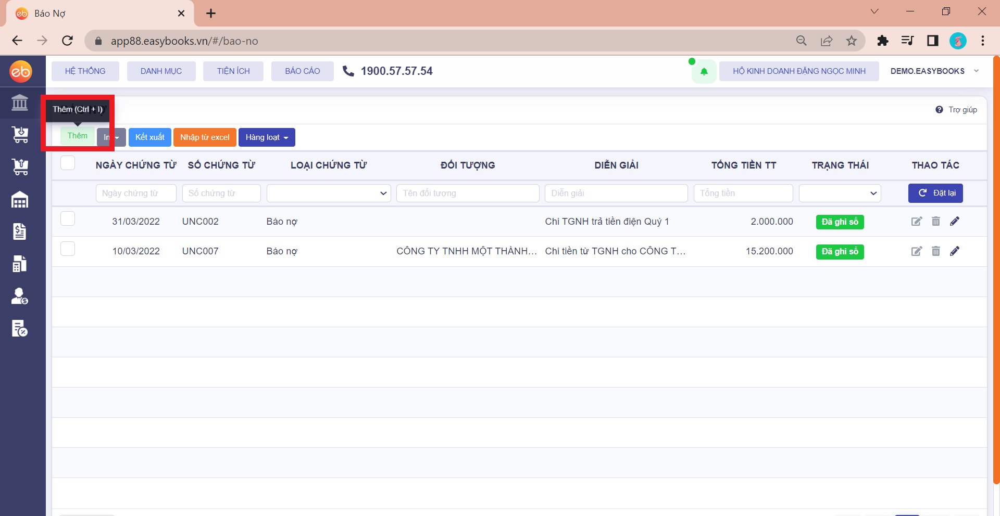 eb Báo Nợ
app88.easybooks.vn/#/bao-no
eb HỆ THỐNG DANH MỤC TIỆN ÍCH BÁO CÁO 1900.57.57.54 HỘ KINH DOANH ĐẶNG NGỌC MINH DEMO.EASYBOOKS
Thêm (Ctrl + I) Trợ giúp
Thêm In Kết xuất Nhập từ excel Hàng loạt
NGÀY CHỨNG TỪ SỐ CHỨNG TỪ LOẠI CHỨNG TỪ ĐỐI TƯỢNG DIỄN GIẢI TỔNG TIỀN TT TRẠNG THÁI THAO TÁC
Ngày chứng từ Số chứng từ Tên đối tượng Diễn giải Tổng tiền Đặt lại
31/03/2022 UNC002 Báo nợ Chi TGNH trả tiền điện Quý 1 2.000.000 Đã ghi sổ
10/03/2022 UNC007 Báo nợ CÔNG TY TNHH MỘT THÀNH... Chi tiền từ TGNH cho CÔNG T... 15.200.000 Đã ghi sổ